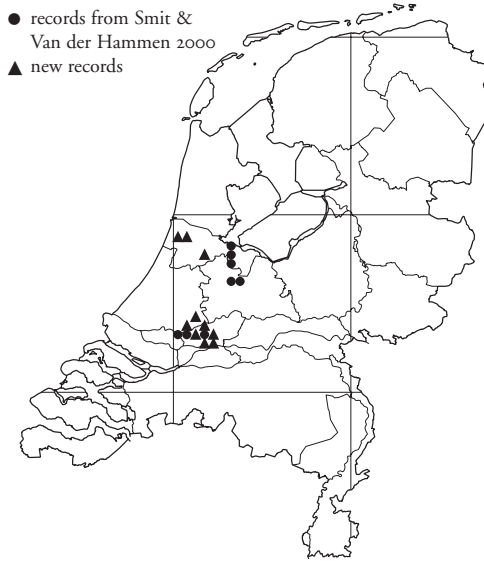 records from Smit &
Van der Hammen 2000
new records